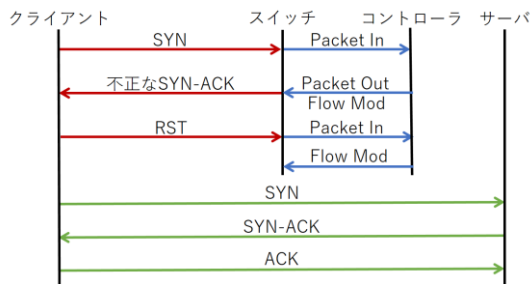 クライアント スイッチ コントローラ サーバ
SYN Packet In
不正なSYN-ACK Packet Out
Flow Mod
RST Packet In
Flow Mod
SYN
SYN-ACK
ACK